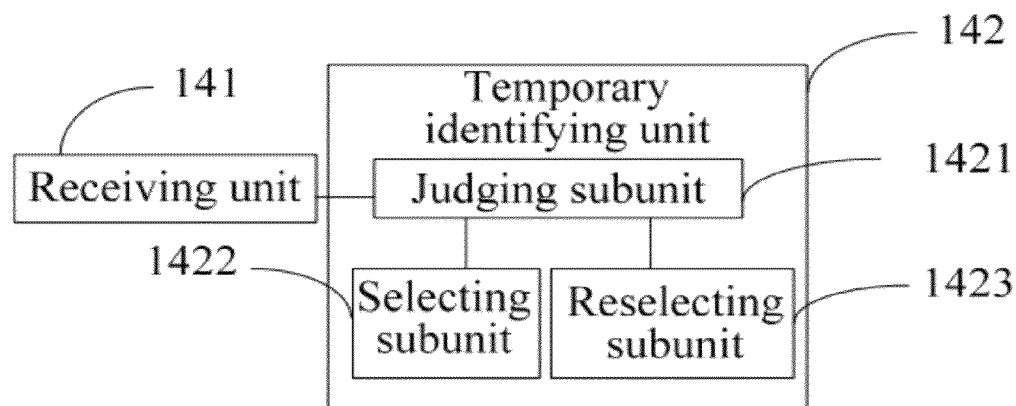 142
141
Temporary
identifying unit
1421
Receiving unit
Judging subunit
1422
Selecting
subunit
Reselecting
subunit
1423